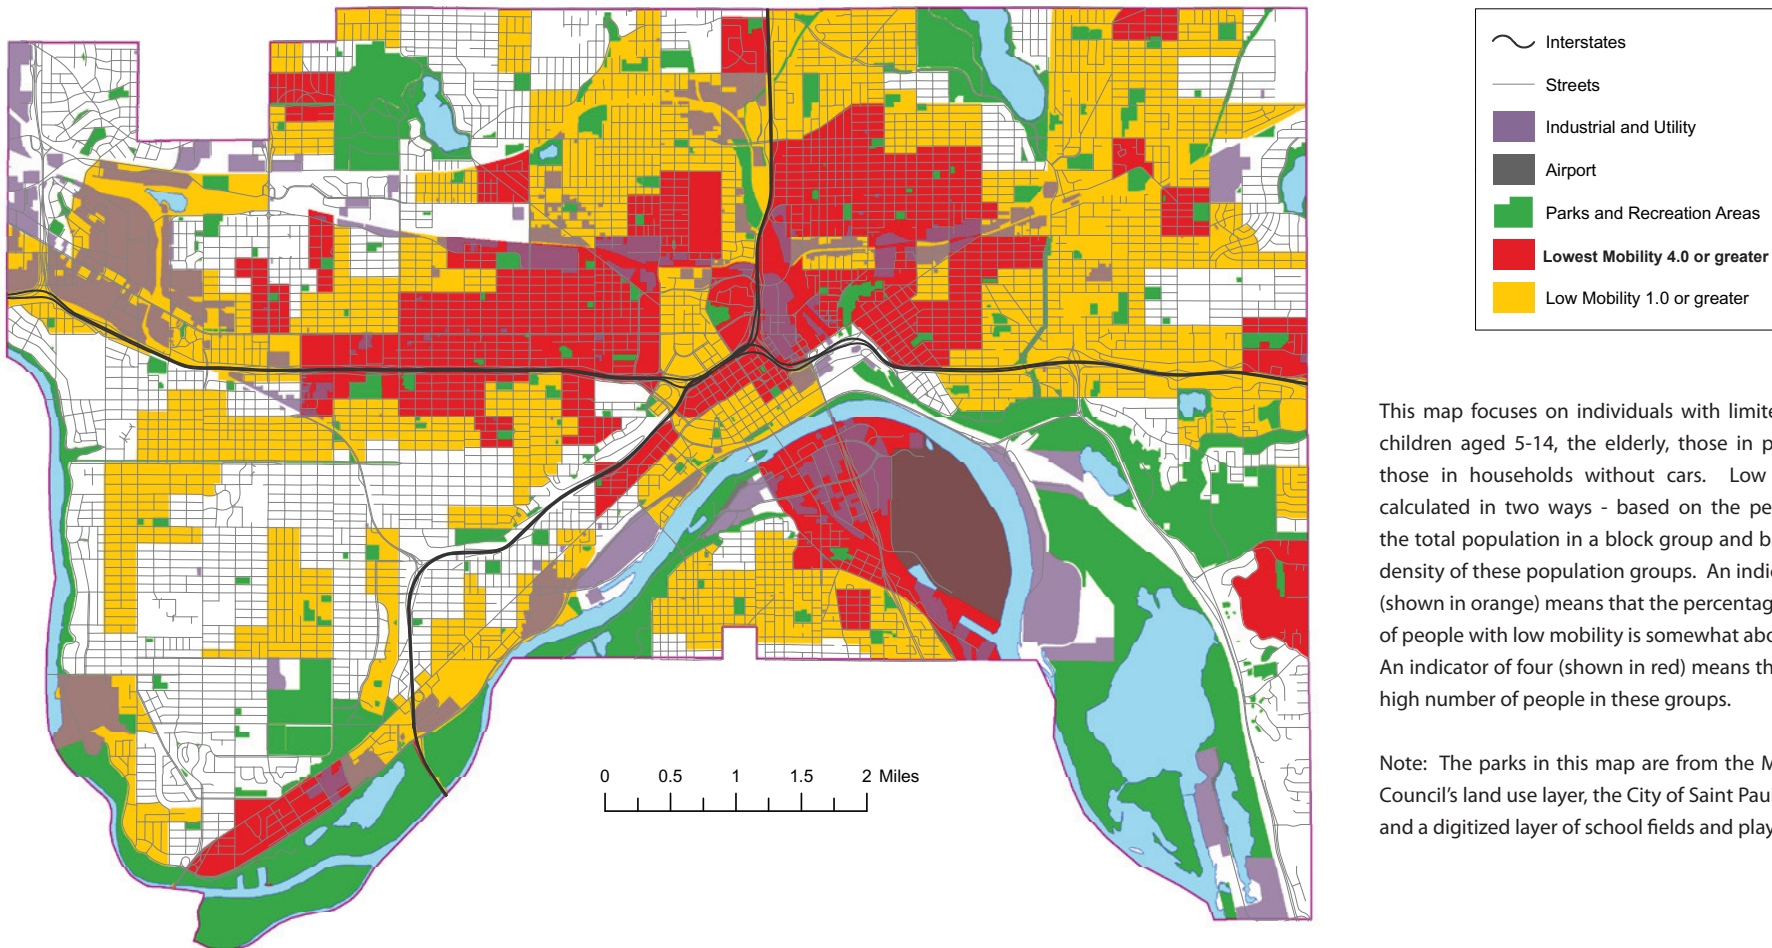 Interstates
Streets
Industrial and Utility
Airport
Parks and Recreation Areas
Lowest Mobility 4.0 or greater
Low Mobility 1.0 or greater
This map focuses on individuals with limite
children aged 5-14, the elderly, those in p
those in households without cars. Low
calculated in two ways - based on the pe
the total population in a block group and b
density of these population groups. An indi
(shown in orange) means that the percentag
of people with low mobility is somewhat abo
An indicator of four (shown in red) means th
high number of people in these groups.
0 0.5 1 1.5 2 Miles
Note: The parks in this map are from the M
Council's land use layer, the City of Saint Paul
and a digitized layer of school fields and play